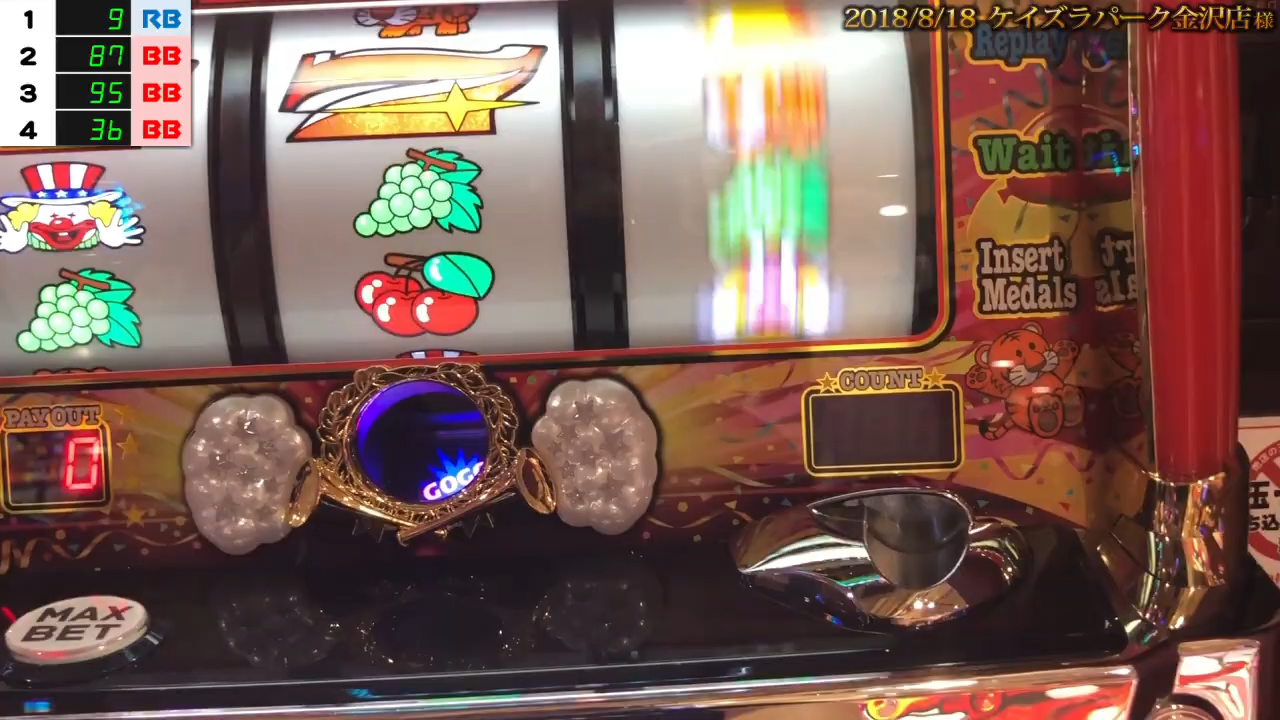 1 9 RB
2 87 BB
3 95 BB
4 36 BB
2018/8/18 ケイズラパーク金沢店様
Replay
Wait
Insert
Medals
PAY OUT
0
COUNT
GOGO
MAX
BET